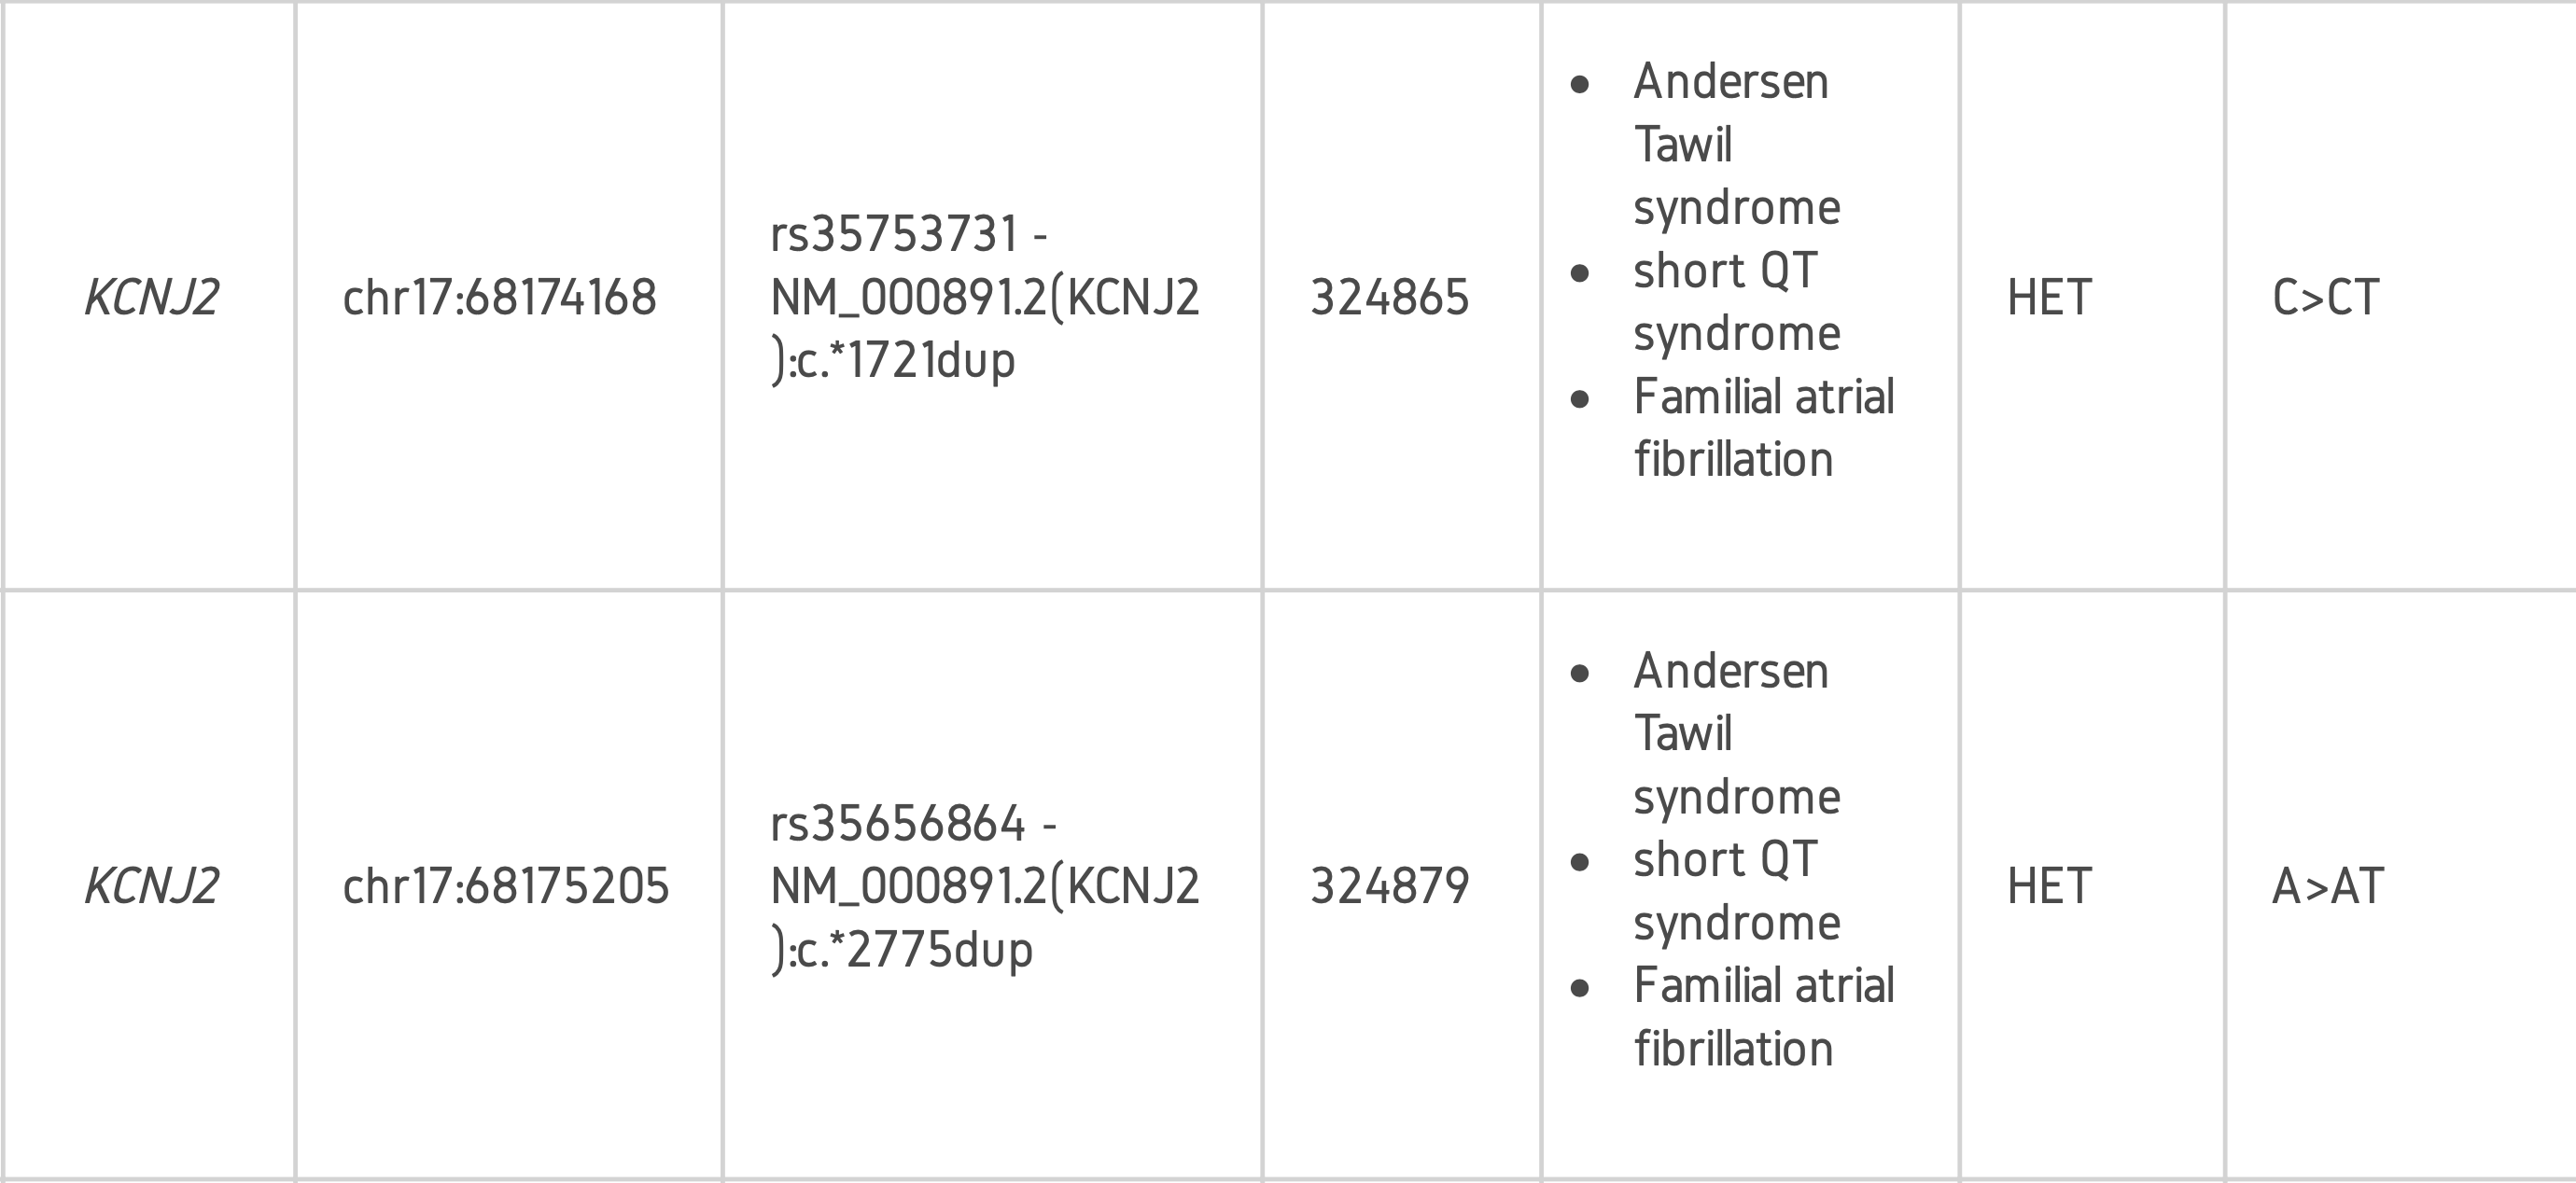 KCNJ2
chr17:68174168
rs35753731 -
NM_000891.2(KCNJ2
):c.*1721dup
324865
• Andersen
Tawil
syndrome
• short QT
syndrome
• Familial atrial
fibrillation
HET
C>CT
KCNJ2
chr17:68175205
rs35656864 -
NM_000891.2(KCNJ2
):c.*2775dup
324879
• Andersen
Tawil
syndrome
• short QT
syndrome
• Familial atrial
fibrillation
HET
A>AT